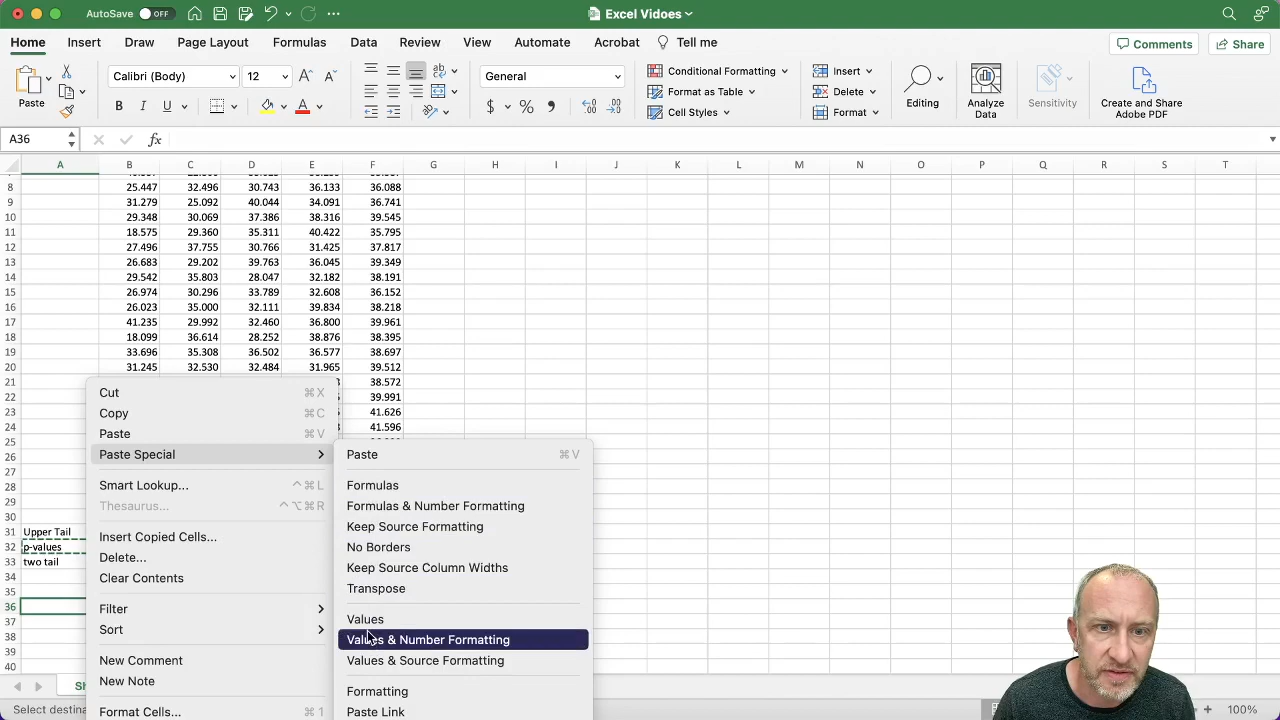 AutoSave OFF Excel Vidoes
Home Insert Draw Page Layout Formulas Data Review View Automate Acrobat Tell me Comments Share
Paste Calibri (Body) 12 General Conditional Formatting Format as Table Cell Styles Insert Delete Format Editing Analyze Data Sensitivity Create and Share Adobe PDF
A36 fx
A B C D E F G H I J K L M N O P Q R S T
8 25.447 32.496 30.743 36.133 36.088
9 31.279 25.092 40.044 34.091 36.741
10 29.348 30.069 37.386 38.316 39.545
11 18.575 29.360 35.311 40.422 35.795
12 27.496 37.755 30.766 31.425 37.817
13 26.683 29.202 39.763 36.045 39.349
14 29.542 35.803 28.047 32.182 38.191
15 26.974 30.296 33.789 32.608 36.152
16 26.023 35.000 32.111 39.834 38.218
17 41.235 29.992 32.460 36.800 39.961
18 18.099 36.614 28.252 38.876 38.395
19 33.696 35.308 36.502 36.577 38.697
20 31.245 32.530 32.484 31.965 39.512
21 38.572
22 39.991
23 41.626
24 41.596
25
26
27
28
29
30
31 Upper Tail
32 p-values
33 two tail
34
35
36
37
38
39
40
Cut ⌘X
Copy ⌘C
Paste ⌘V
Paste Special
Smart Lookup... ^⌘L
Thesaurus... ^⌥⌘R
Insert Copied Cells...
Delete...
Clear Contents
Filter
Sort
New Comment
New Note
Format Cells... ⌘1
Paste ⌘V
Formulas
Formulas & Number Formatting
Keep Source Formatting
No Borders
Keep Source Column Widths
Transpose
Values
Values & Number Formatting
Values & Source Formatting
Formatting
Paste Link
Select destina
100%